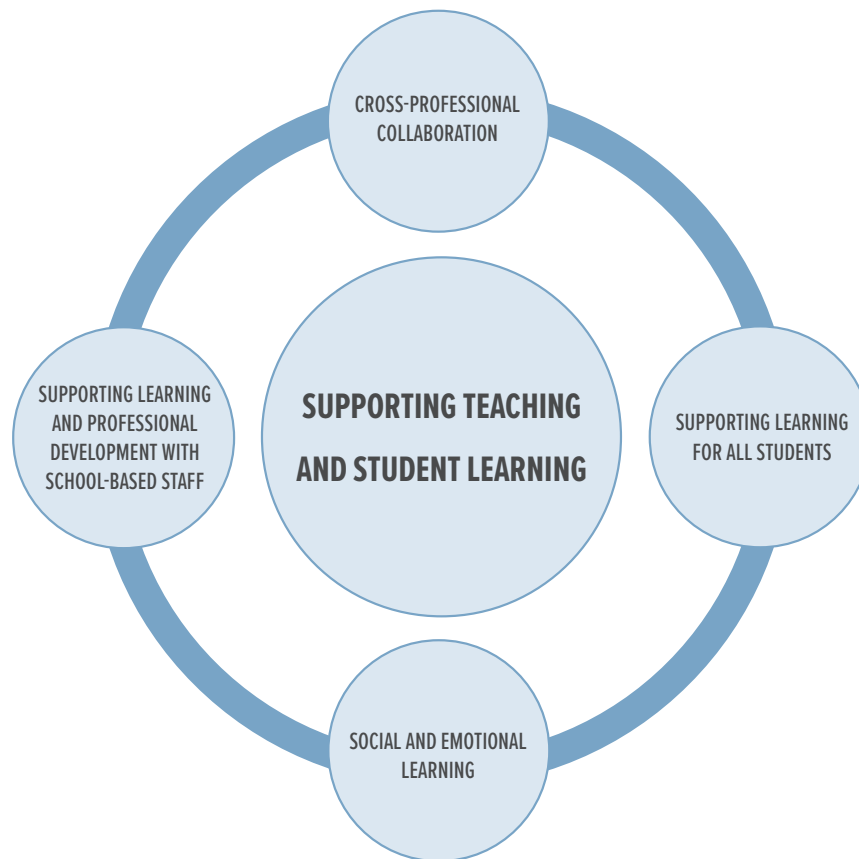 CROSS-PROFESSIONAL
COLLABORATION
SUPPORTING LEARNING
AND PROFESSIONAL
DEVELOPMENT WITH
SCHOOL-BASED STAFF
SUPPORTING TEACHING
AND STUDENT LEARNING
SUPPORTING LEARNING
FOR ALL STUDENTS
SOCIAL AND EMOTIONAL
LEARNING